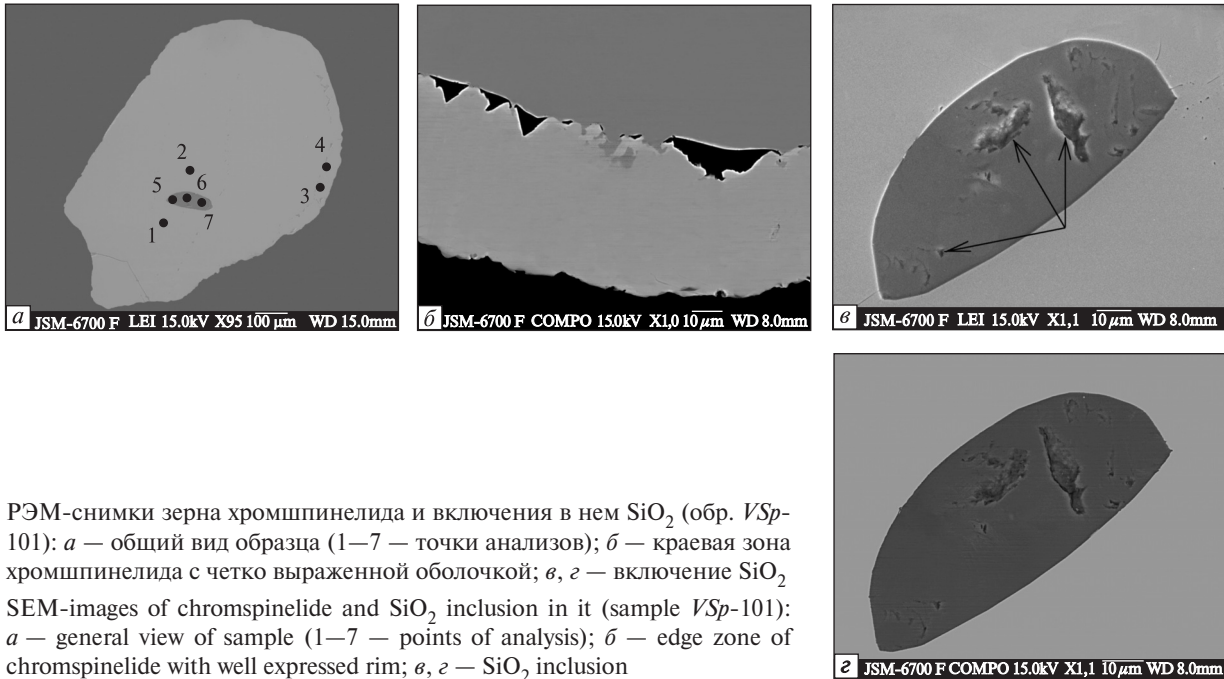 2
4
5
6
3
7
1
а JSM-6700 F LEI 15.0kV X95 100 μm WD 15.0mm
б JSM-6700 F COMPO 15.0kV X1,0 10 μm WD 8.0mm
в JSM-6700 F LEI 15.0kV X1,1 10 μm WD 8.0mm
г JSM-6700 F COMPO 15.0kV X1,1 10 μm WD 8.0mm
РЭМ-снимки зерна хромшпинелида и включения в нем SiO₂ (обр. VSp-
101): а — общий вид образца (1—7 — точки анализов); б — краевая зона
хромшпинелида с четко выраженной оболочкой; в, г — включение SiO₂
SEM-images of chromspinelide and SiO₂ inclusion in it (sample VSp-101):
а — general view of sample (1—7 — points of analysis); б — edge zone of
chromspinelide with well expressed rim; в, г — SiO₂ inclusion